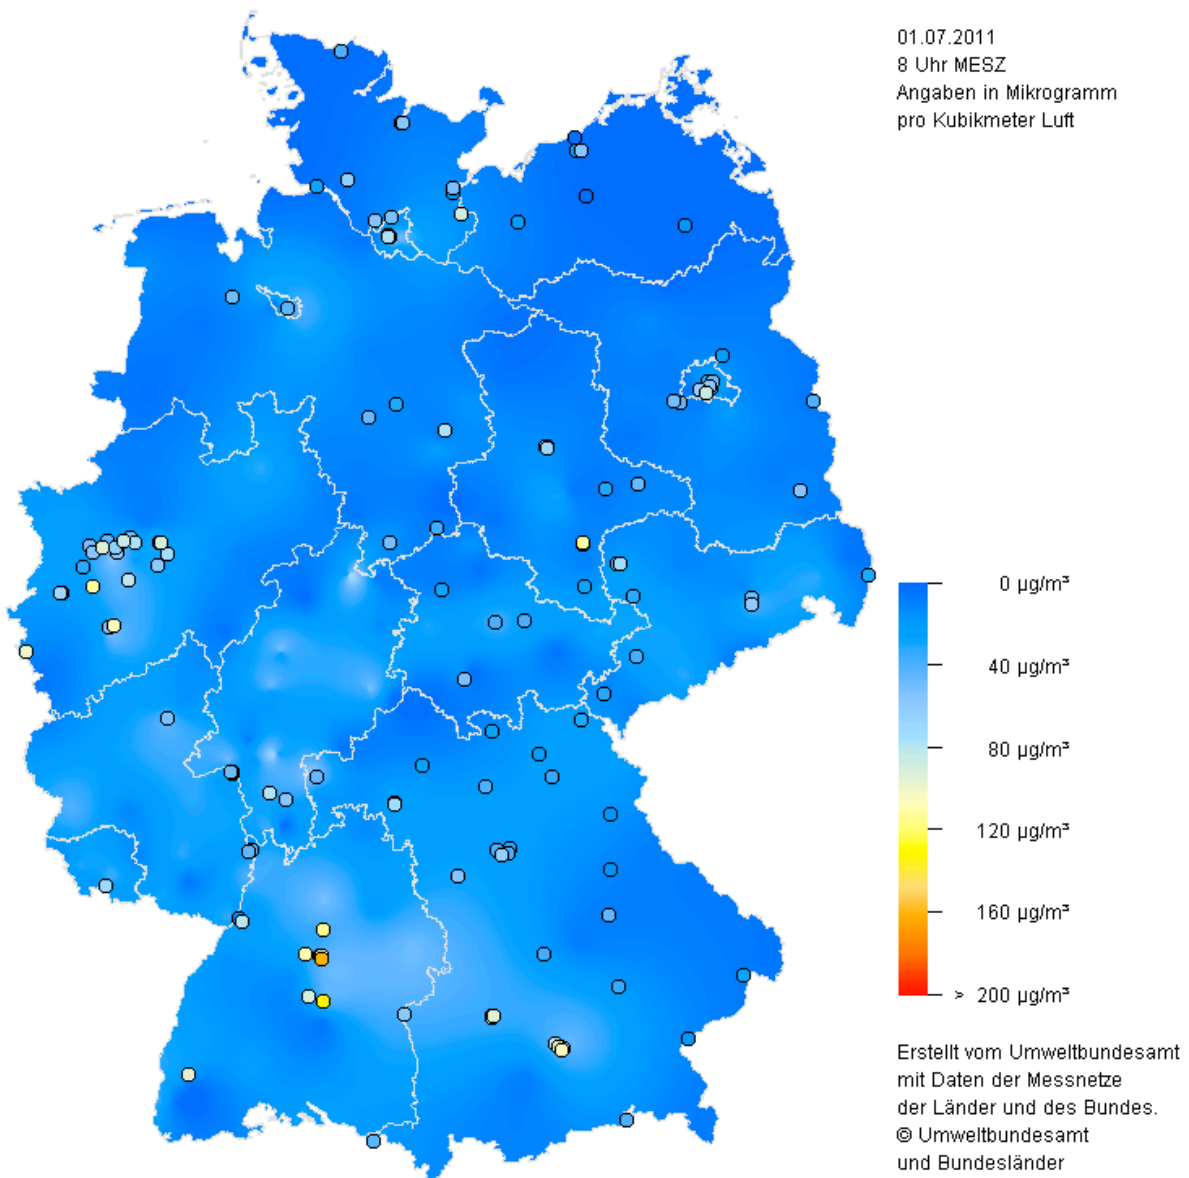 01.07.2011
8 Uhr MESZ
Angaben in Mikrogramm
pro Kubikmeter Luft
0 µg/m³
40 µg/m³
80 µg/m³
120 µg/m³
160 µg/m³
> 200 µg/m³
Erstellt vom Umweltbundesamt
mit Daten der Messnetze
der Länder und des Bundes.
© Umweltbundesamt
und Bundesländer